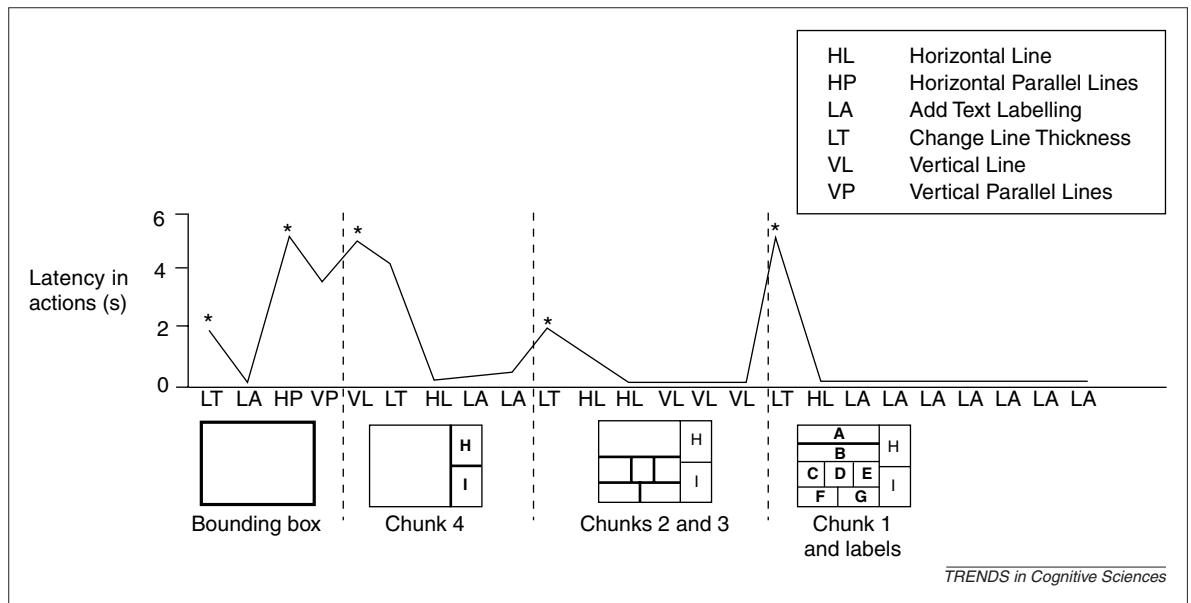 HL Horizontal Line
HP Horizontal Parallel Lines
LA Add Text Labelling
LT Change Line Thickness
VL Vertical Line
VP Vertical Parallel Lines
6
4
2
0
Latency in
actions (s)
* * * * *
LT LA HP VP VL LT HL LA LA LT HL HL VL VL VL LT HL LA LA LA LA LA LA LA
H
I
H
I
A
B
C D E
F G
H
I
Bounding box
Chunk 4
Chunks 2 and 3
Chunk 1
and labels
TRENDS in Cognitive Sciences